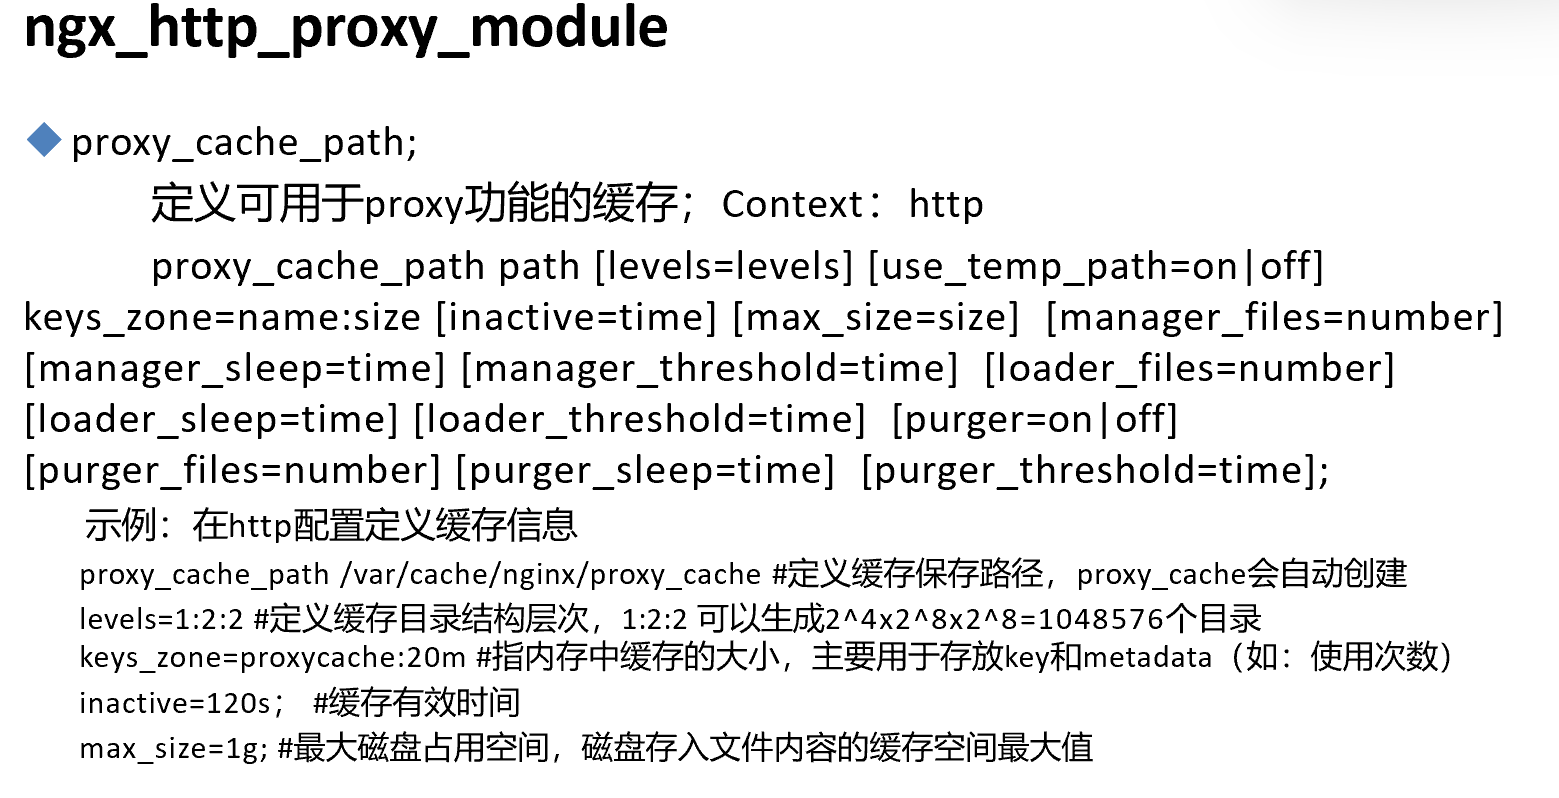 ngx_http_proxy_module
proxy_cache_path;
定义可用于proxy功能的缓存；Context：http
proxy_cache_path path [levels=levels] [use_temp_path=on|off]
keys_zone=name:size [inactive=time] [max_size=size]  [manager_files=number]
[manager_sleep=time] [manager_threshold=time]  [loader_files=number]
[loader_sleep=time] [loader_threshold=time]  [purger=on|off]
[purger_files=number] [purger_sleep=time]  [purger_threshold=time];
示例：在http配置定义缓存信息
proxy_cache_path /var/cache/nginx/proxy_cache #定义缓存保存路径，proxy_cache会自动创建
levels=1:2:2 #定义缓存目录结构层次，1:2:2 可以生成2^4x2^8x2^8=1048576个目录
keys_zone=proxycache:20m #指内存中缓存的大小，主要用于存放key和metadata（如：使用次数）
inactive=120s；  #缓存有效时间
max_size=1g; #最大磁盘占用空间，磁盘存入文件内容的缓存空间最大值